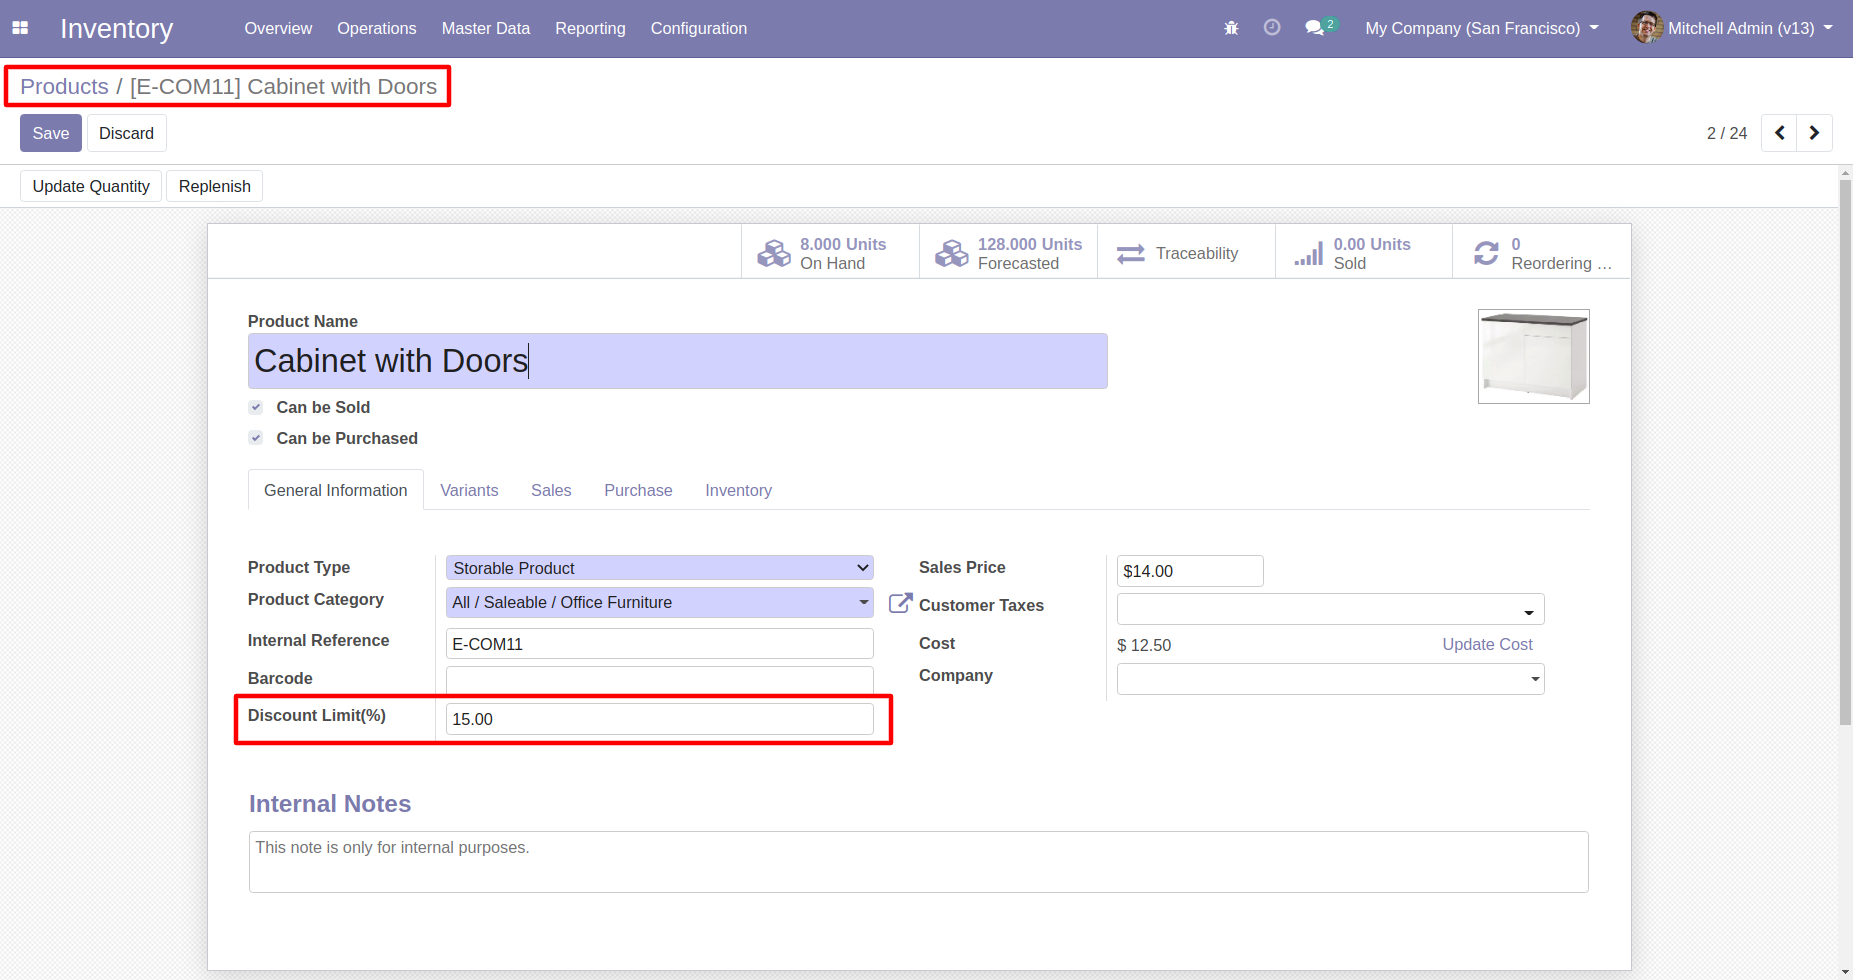 Inventory Overview Operations Master Data Reporting Configuration 2 My Company (San Francisco) Mitchell Admin (v13)
Products / [E-COM11] Cabinet with Doors
Save Discard 2 / 24
Update Quantity Replenish
8.000 Units 128.000 Units 0.00 Units 0
On Hand Forecasted Traceability Sold Reordering ...
Product Name
Cabinet with Doors
Can be Sold
Can be Purchased
General Information Variants Sales Purchase Inventory
Product Type Storable Product Sales Price $14.00
Product Category All / Saleable / Office Furniture Customer Taxes
Internal Reference E-COM11 Cost $ 12.50 Update Cost
Barcode Company
Discount Limit(%) 15.00
Internal Notes
This note is only for internal purposes.